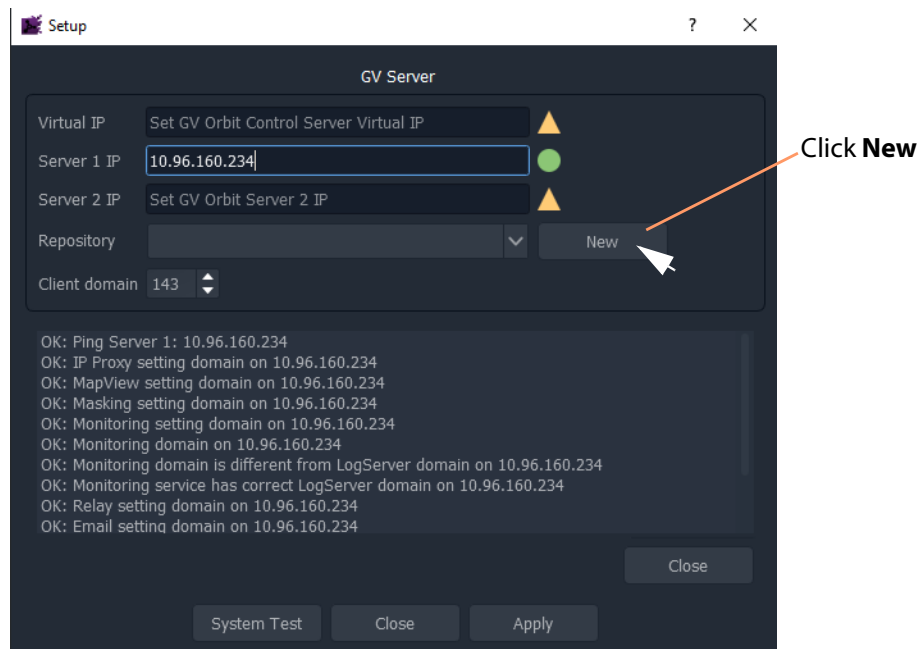 Setup
?
GV Server
Virtual IP Set GV Orbit Control Server Virtual IP
Server 1 IP 10.96.160.234
Click New
Server 2 IP Set GV Orbit Server 2 IP
Repository New
Client domain 143
OK: Ping Server 1: 10.96.160.234
OK: IP Proxy setting domain on 10.96.160.234
OK: MapView setting domain on 10.96.160.234
OK: Masking setting domain on 10.96.160.234
OK: Monitoring setting domain on 10.96.160.234
OK: Monitoring domain on 10.96.160.234
OK: Monitoring domain is different from LogServer domain on 10.96.160.234
OK: Monitoring service has correct LogServer domain on 10.96.160.234
OK: Relay setting domain on 10.96.160.234
OK: Email setting domain on 10.96.160.234
Close
System Test Close Apply